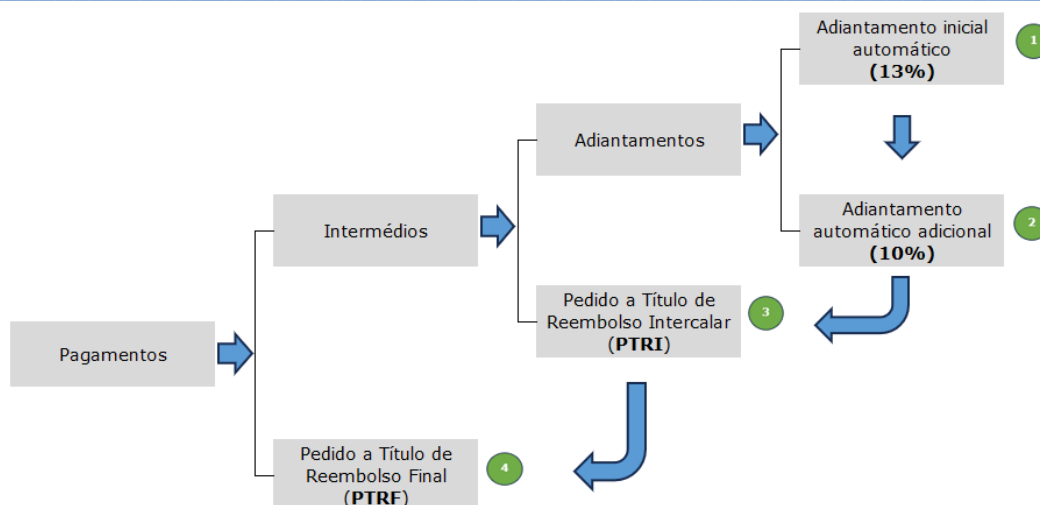 Adiantamento inicial
automático
(13%)
1
Adiantamentos
Adiantamento
automático adicional
(10%)
2
Intermédios
Pedido a Título de
Reembolso Intercalar
(PTRI)
3
Pagamentos
Pedido a Título de
Reembolso Final
(PTRF)
4